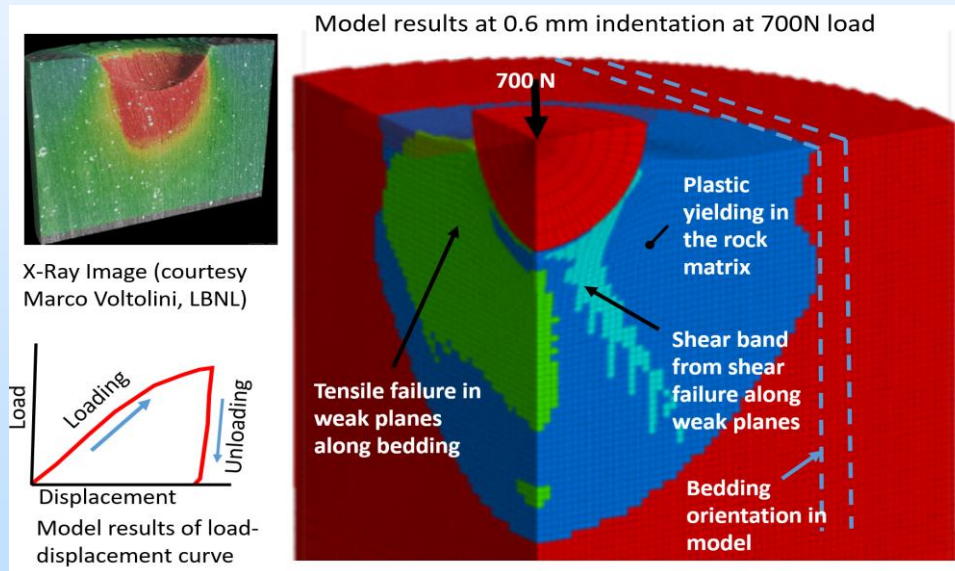 Model results at 0.6 mm indentation at 700N load
700 N
X-Ray Image (courtesy
Marco Voltolini, LBNL)
Load
Loading
Unloading
Displacement
Model results of load-
displacement curve
Tensile failure in
weak planes
along bedding
Plastic
yielding in
the rock
matrix
Shear band
from shear
failure along
weak planes
Bedding
orientation in
model